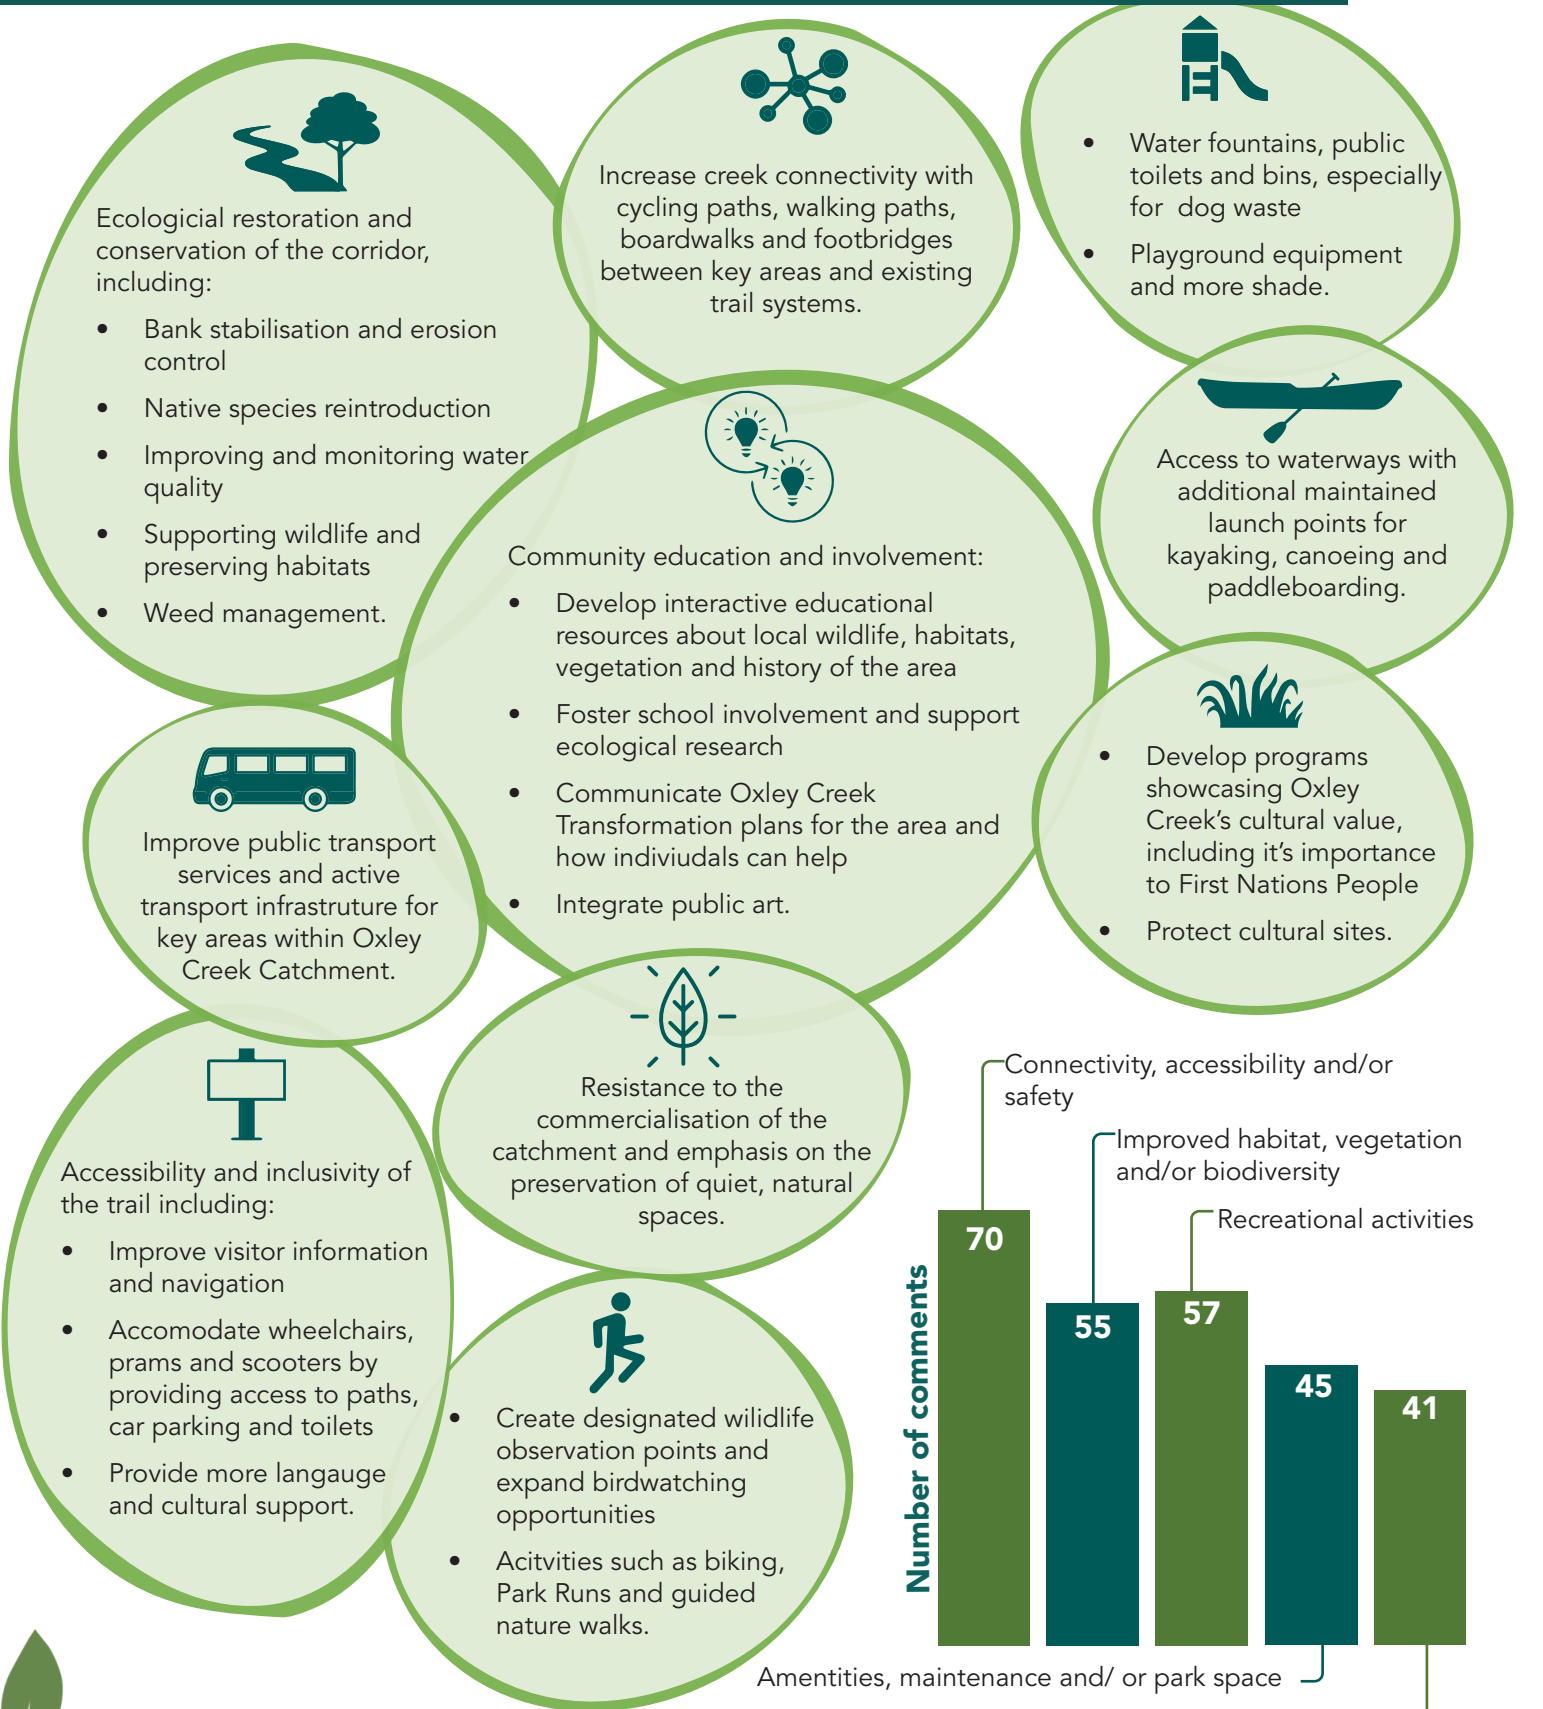 Ecologicial restoration and
conservation of the corridor,
including:
• Bank stabilisation and erosion
control
• Native species reintroduction
• Improving and monitoring water
quality
• Supporting wildlife and
preserving habitats
• Weed management.
Increase creek connectivity with
cycling paths, walking paths,
boardwalks and footbridges
between key areas and existing
trail systems.
• Water fountains, public
toilets and bins, especially
for dog waste
• Playground equipment
and more shade.
Access to waterways with
additional maintained
launch points for
kayaking, canoeing and
paddleboarding.
Community education and involvement:
• Develop interactive educational
resources about local wildlife, habitats,
vegetation and history of the area
• Foster school involvement and support
ecological research
• Communicate Oxley Creek
Transformation plans for the area and
how indiviudals can help
• Integrate public art.
• Develop programs
showcasing Oxley
Creek’s cultural value,
including it’s importance
to First Nations People
• Protect cultural sites.
Improve public transport
services and active
transport infrastruture for
key areas within Oxley
Creek Catchment.
Resistance to the
commercialisation of the
catchment and emphasis on the
preservation of quiet, natural
spaces.
Accessibility and inclusivity of
the trail including:
• Improve visitor information
and navigation
• Accomodate wheelchairs,
prams and scooters by
providing access to paths,
car parking and toilets
• Provide more langauge
and cultural support.
• Create designated wilidlife
observation points and
expand birdwatching
opportunities
• Acitvities such as biking,
Park Runs and guided
nature walks.
Connectivity, accessibility and/or
safety
Improved habitat, vegetation
and/or biodiversity
Recreational activities
Number of comments
70
55
57
45
41
Amentities, maintenance and/ or park space